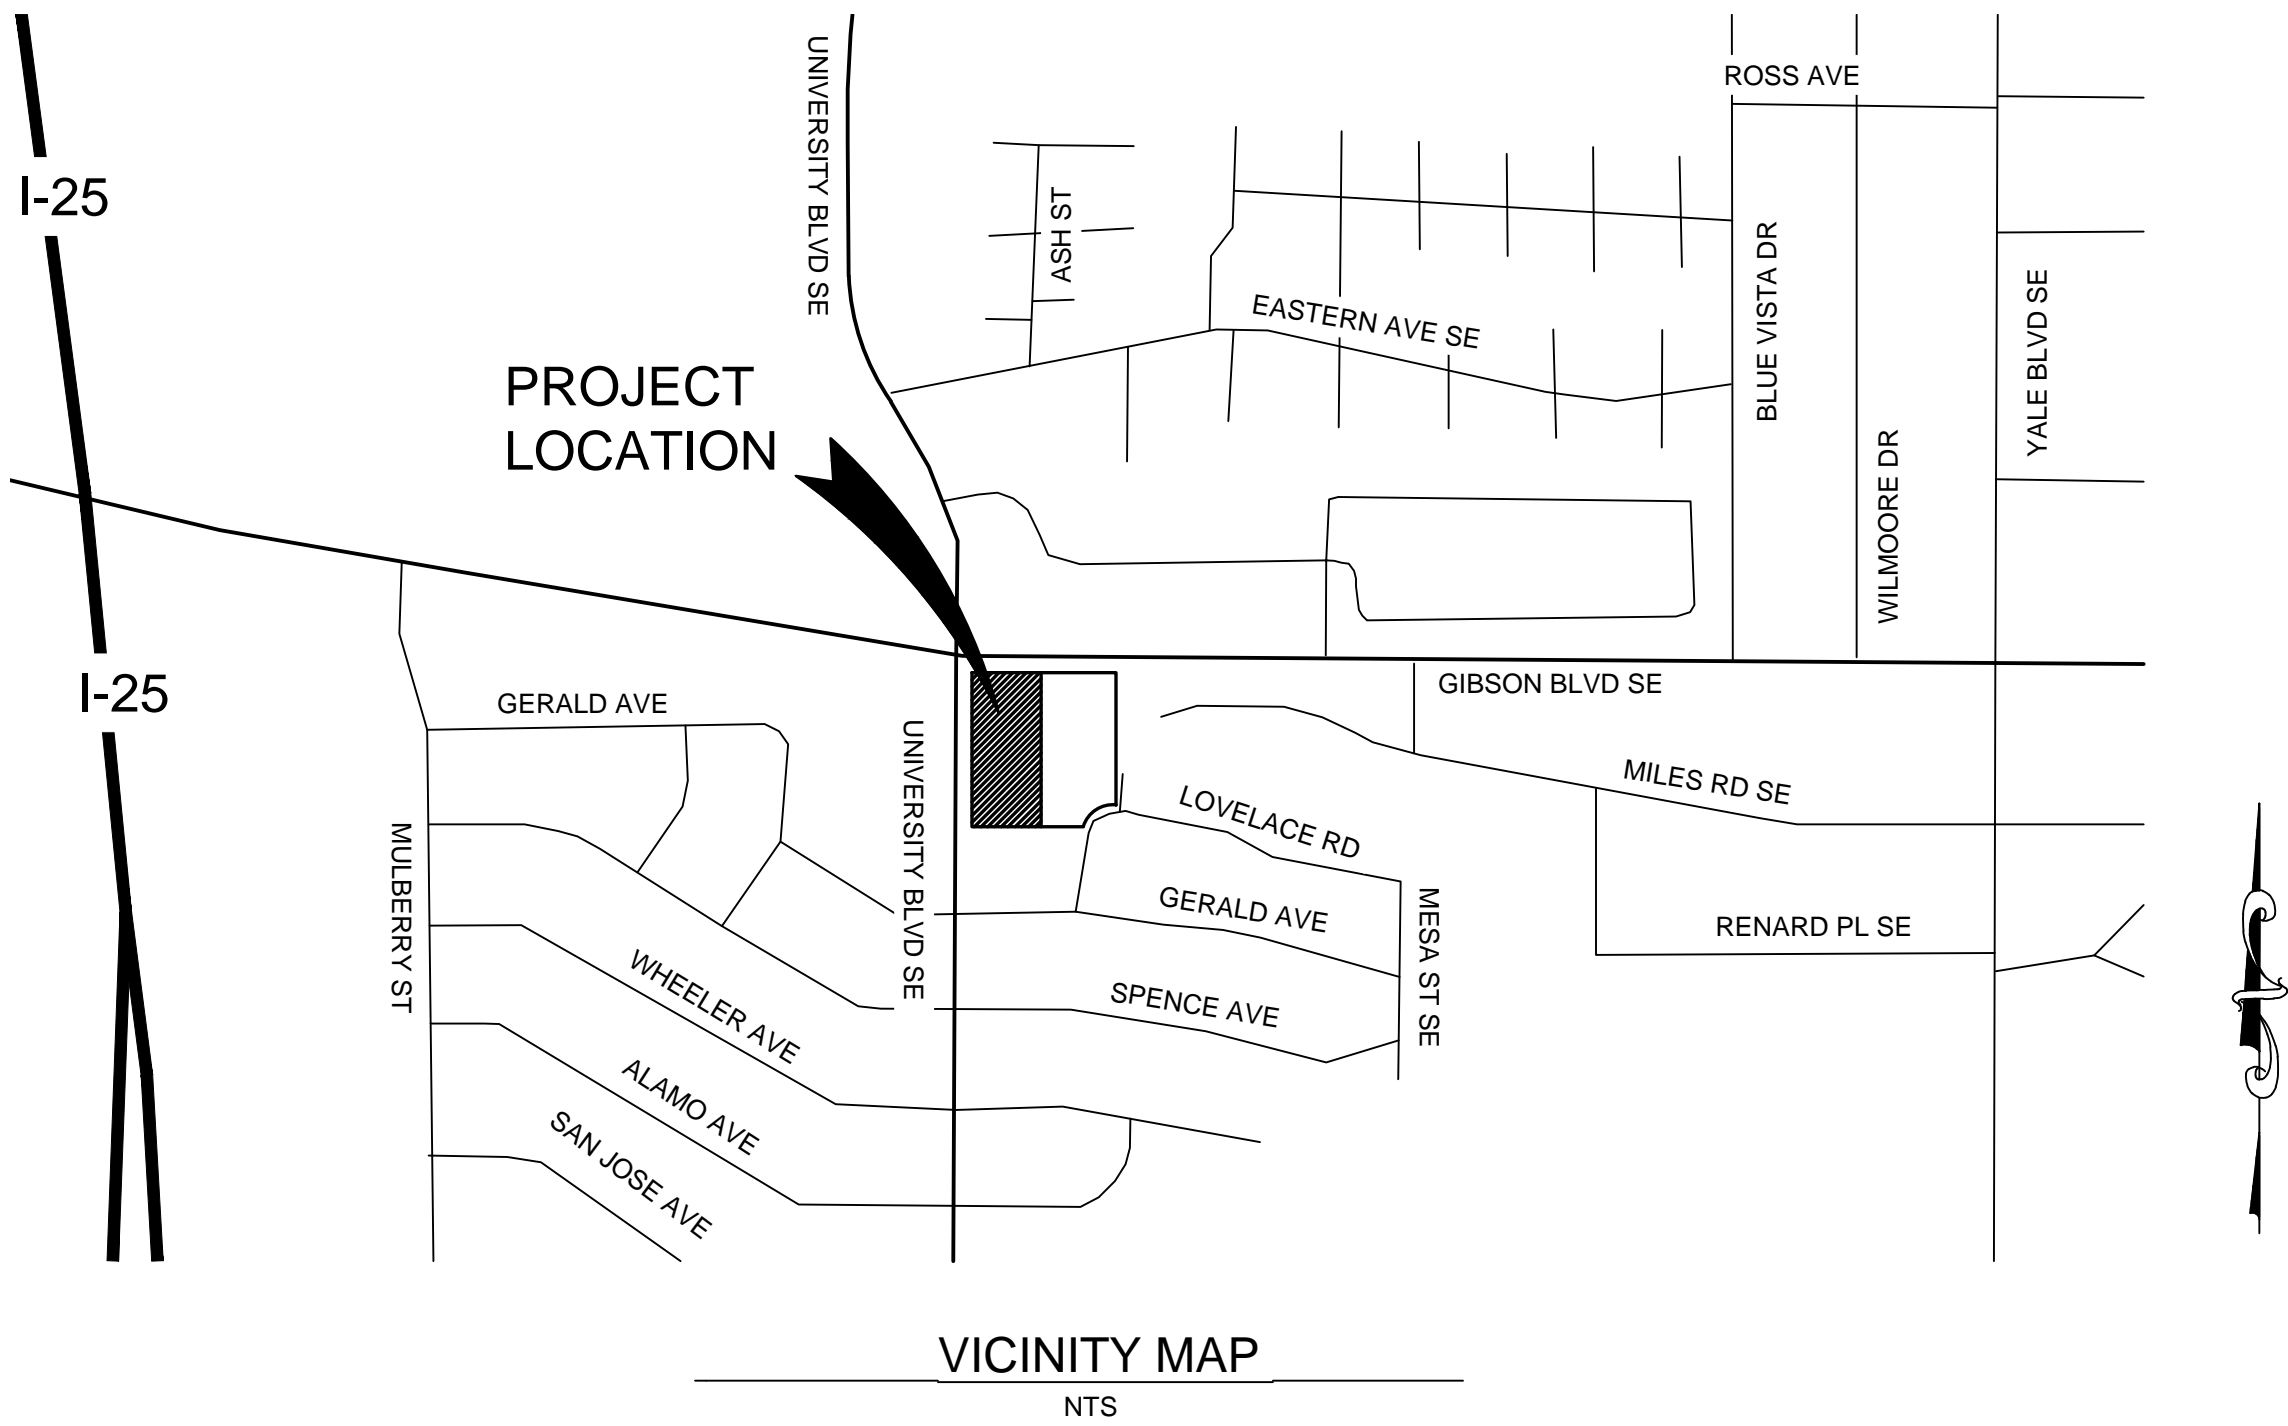 UNIVERSITY BLVD SE
ROSS AVE
I-25
ASH ST
EASTERN AVE SE
BLUE VISTA DR
YALE BLVD SE
PROJECT
LOCATION
WILMOORE DR
I-25
GERALD AVE
GIBSON BLVD SE
UNIVERSITY BLVD SE
MILES RD SE
LOVELACE RD
MULBERRY ST
GERALD AVE
MESA ST SE
RENARD PL SE
WHEELER AVE
SPENCE AVE
ALAMO AVE
SAN JOSE AVE
VICINITY MAP
NTS